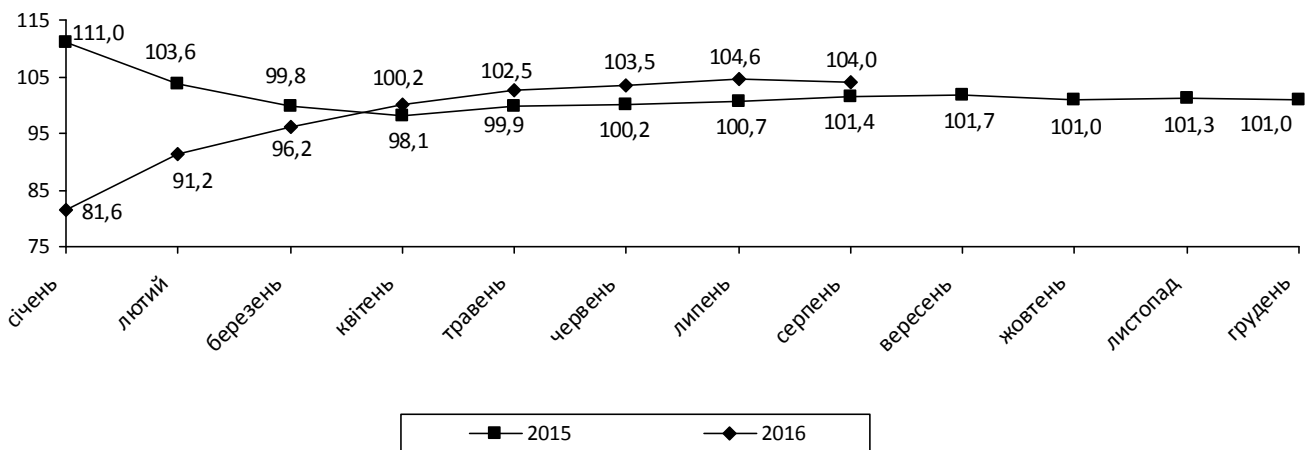 115
105
95
85
75
111,0
103,6
99,8
98,1
99,9
100,2
100,7
101,4
101,7
101,0
101,3
101,0
81,6
91,2
96,2
100,2
102,5
103,5
104,6
104,0
січень
лютий
березень
квітень
травень
червень
липень
серпень
вересень
жовтень
листопад
грудень
2015
2016